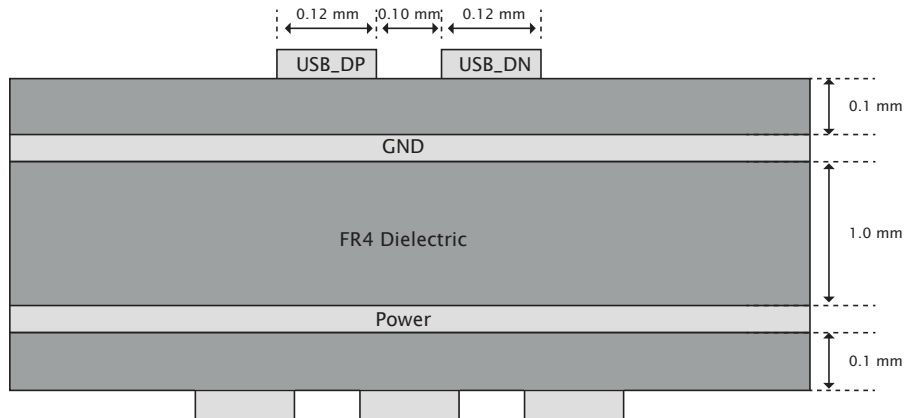 0.12 mm 0.10 mm 0.12 mm
USB_DP USB_DN
0.1 mm
GND
1.0 mm
FR4 Dielectric
Power
0.1 mm